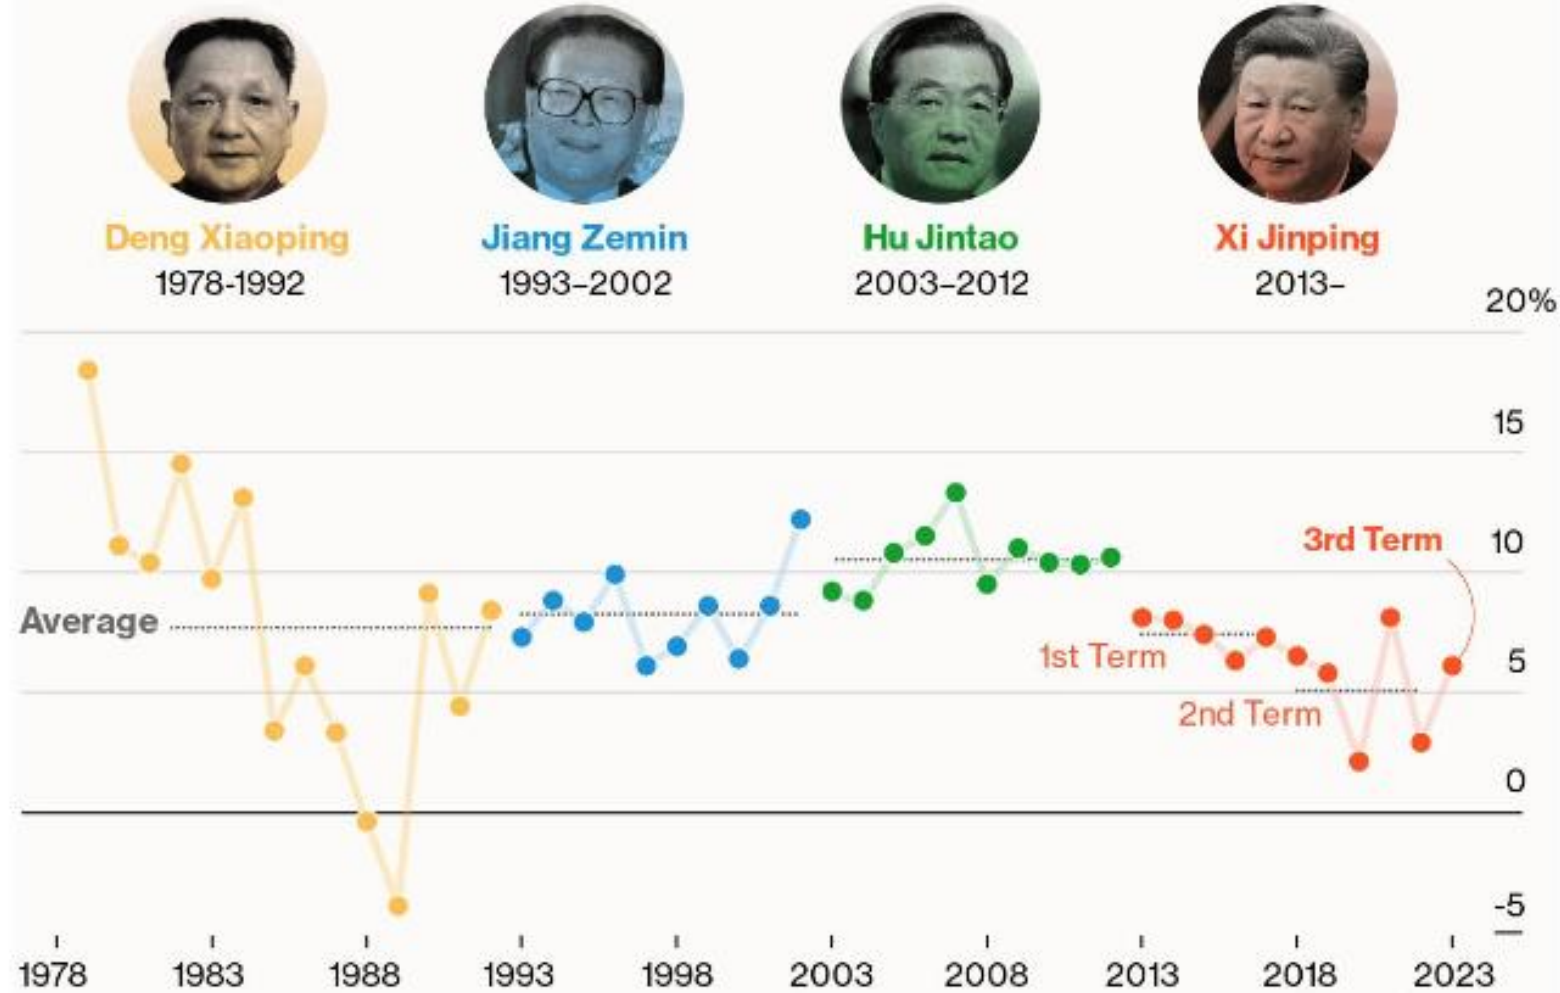 Deng Xiaoping
1978-1992
Jiang Zemin
1993–2002
Hu Jintao
2003–2012
Xi Jinping
2013–
20%
15
3rd Term
10
Average
1st Term
5
2nd Term
0
-5
1978 1983 1988 1993 1998 2003 2008 2013 2018 2023